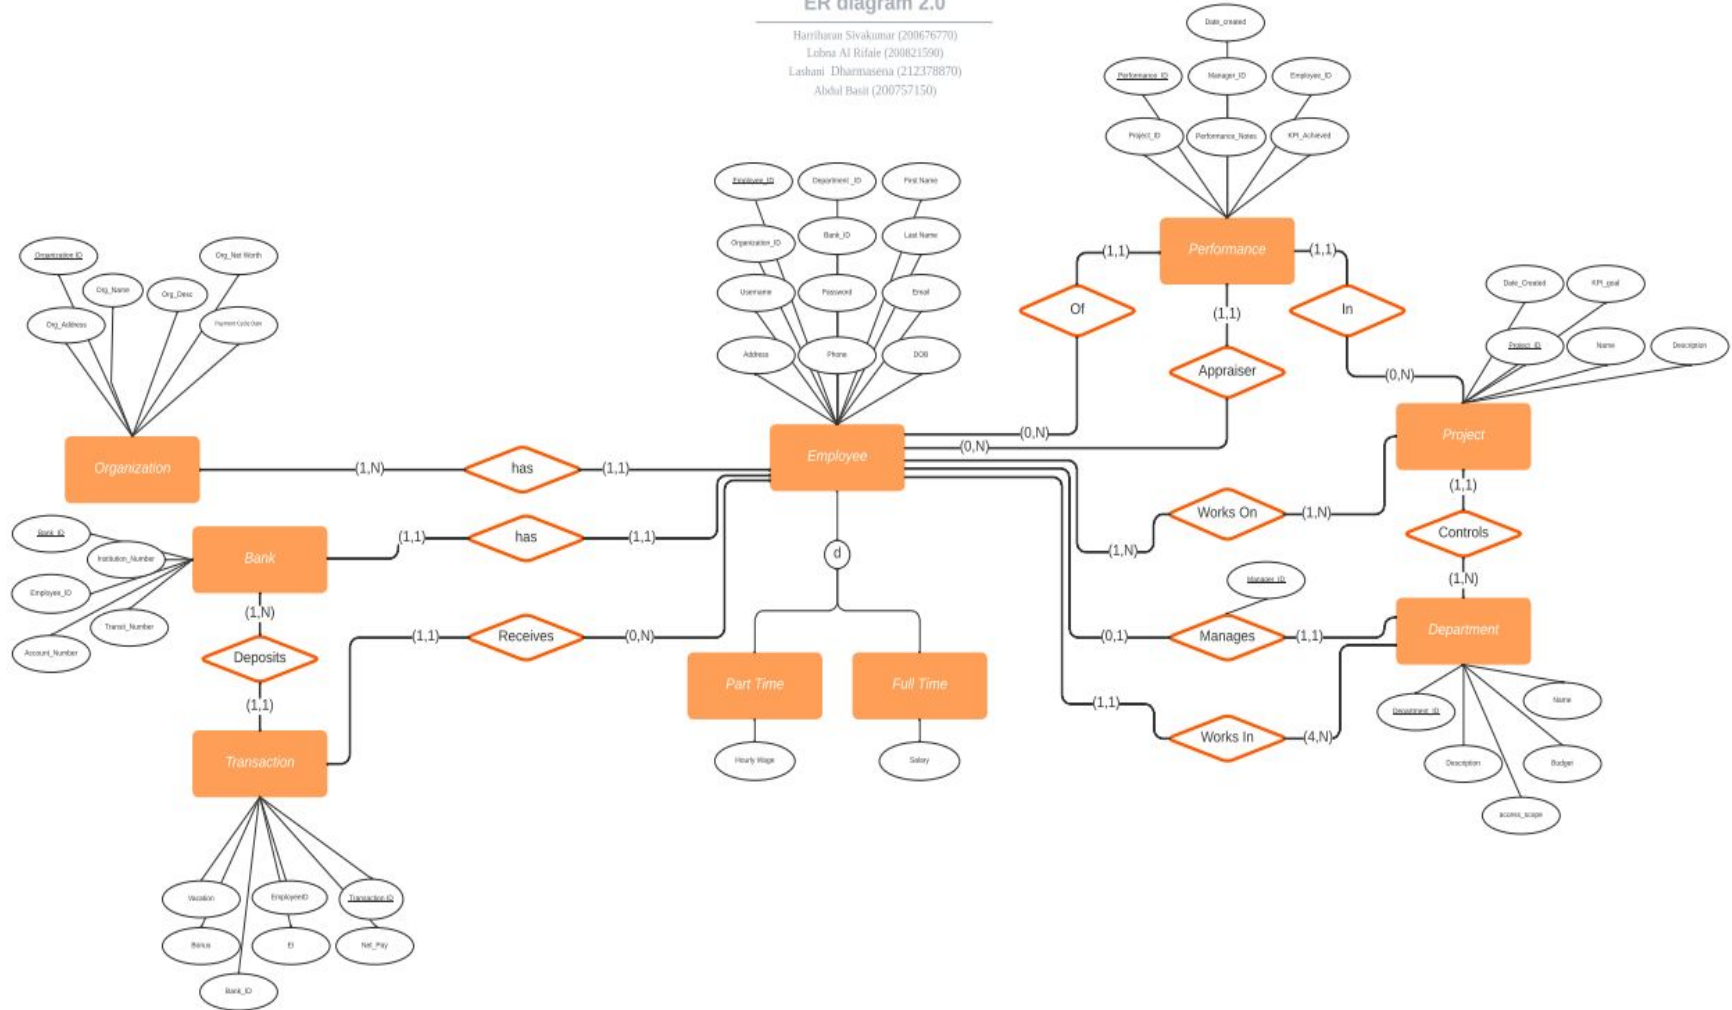 ER diagram 2.0
Harriharan Sivakumar (200676770)
Lobna Al Rifaie (200821590)
Lashani Dharmasena (212378870)
Abdul Basit (200757150)
Date_created
Performance_ID
Manager_ID
Employee_ID
Project_ID
Performance_Notes
KPI_Achieved
Employee_ID
Department _ID
First Name
Organization_ID
Bank_ID
Last Name
Username
Password
Email
Address
Phone
DOB
Organization ID
Org_Name
Org_Desc
Org_Net Worth
Org_Address
Payment Cycle Date
Performance
(1,1)
(1,1)
Of
(1,1)
In
Appraiser
(0,N)
Date_Created
KPI_goal
Project_ID
Name
Description
(0,N)
(0,N)
Organization
(1,N)
has
(1,1)
Employee
Project
(1,1)
Works On
(1,N)
(1,N)
Controls
(1,N)
Bank_ID
Institution_Number
Employee_ID
Transit_Number
Account_Number
Bank
(1,1)
has
(1,1)
d
(1,N)
Deposits
(1,1)
(1,1)
Receives
(0,N)
Manager_ID
(0,1)
Manages
(1,1)
Department
Part Time
Full Time
Hourly Wage
Salary
(1,1)
Works In
(4,N)
Department_ID
Name
Description
Budget
access_scope
Transaction
Vacation
EmployeeID
Transaction ID
Bonus
EI
Net_Pay
Bank_ID